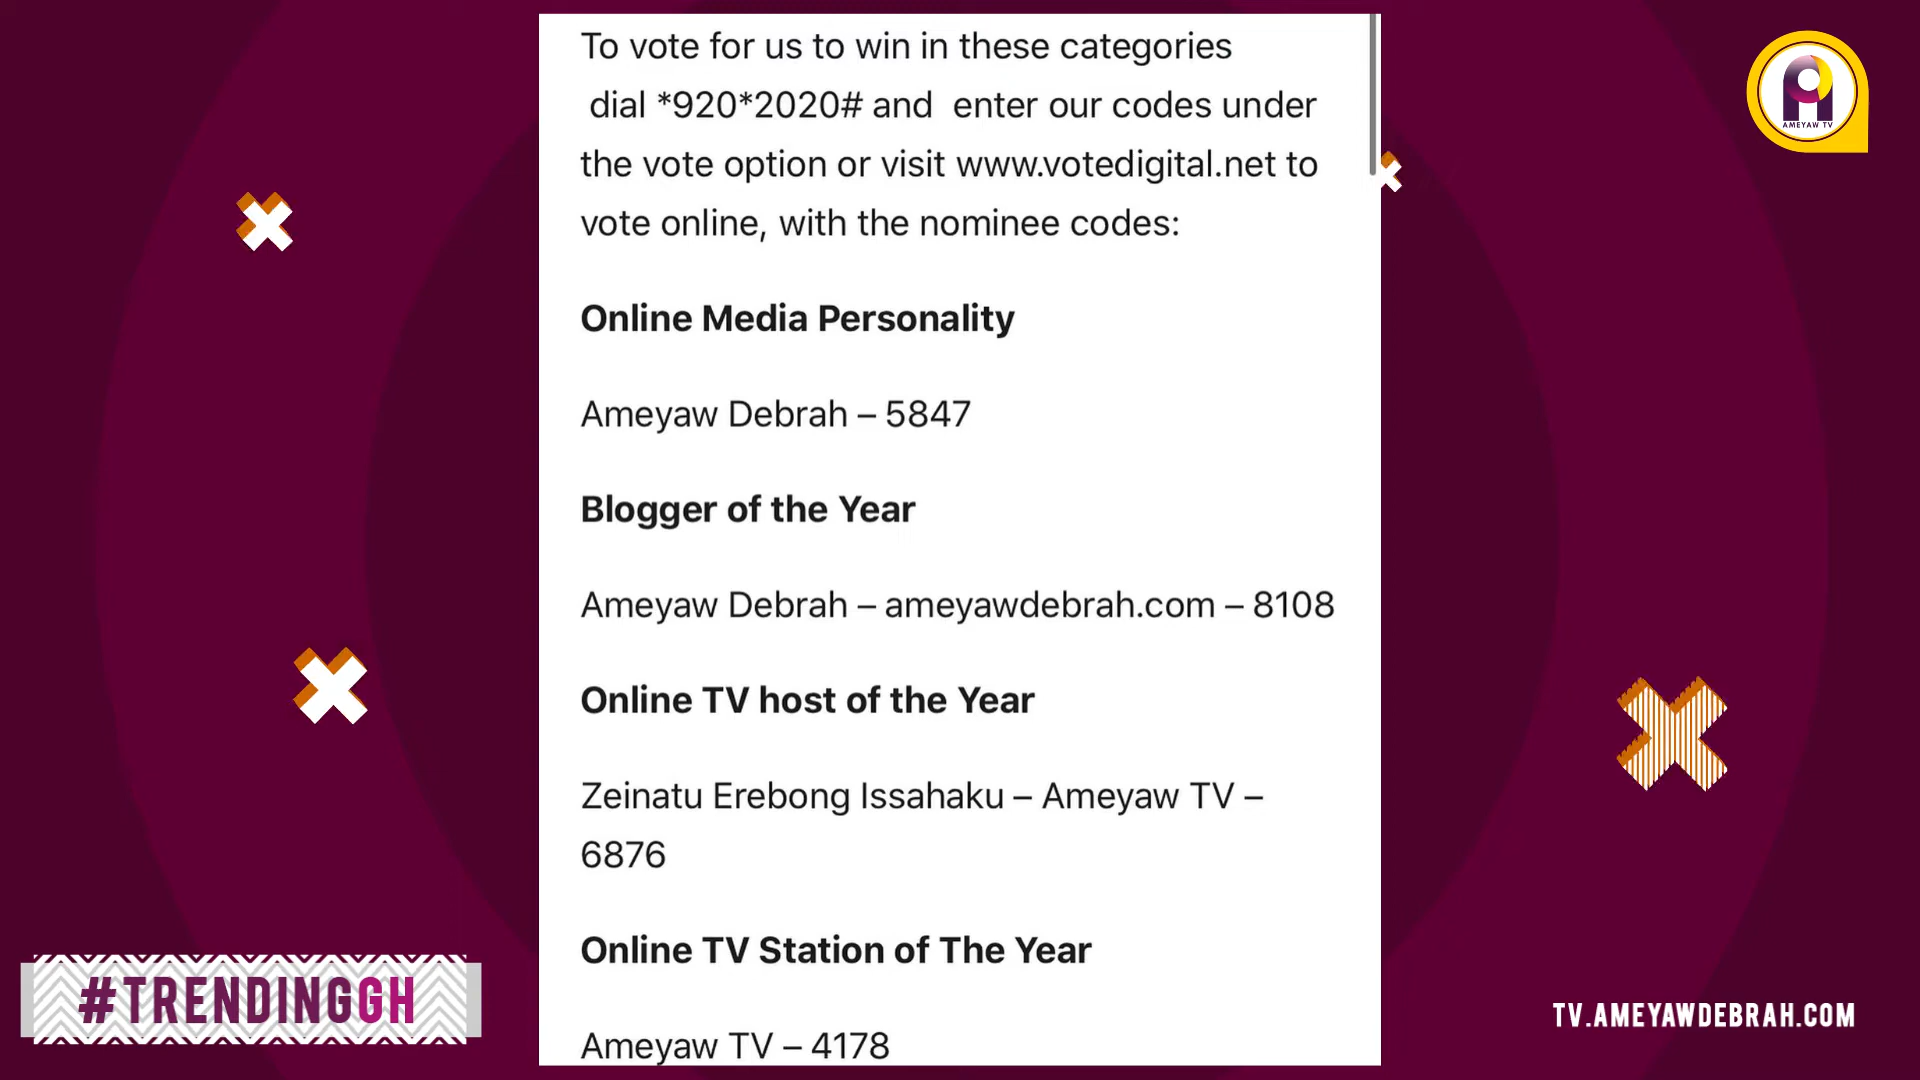 To vote for us to win in these categories
dial *920*2020# and enter our codes under
the vote option or visit www.votedigital.net to
vote online, with the nominee codes:
Online Media Personality
Ameyaw Debrah – 5847
Blogger of the Year
Ameyaw Debrah – ameyawdebrah.com – 8108
Online TV host of the Year
Zeinatu Erebong Issahaku – Ameyaw TV –
6876
Online TV Station of The Year
Ameyaw TV – 4178
AMEYAW TV
#TRENDINGGH
TV.AMEYAWDEBRAH.COM